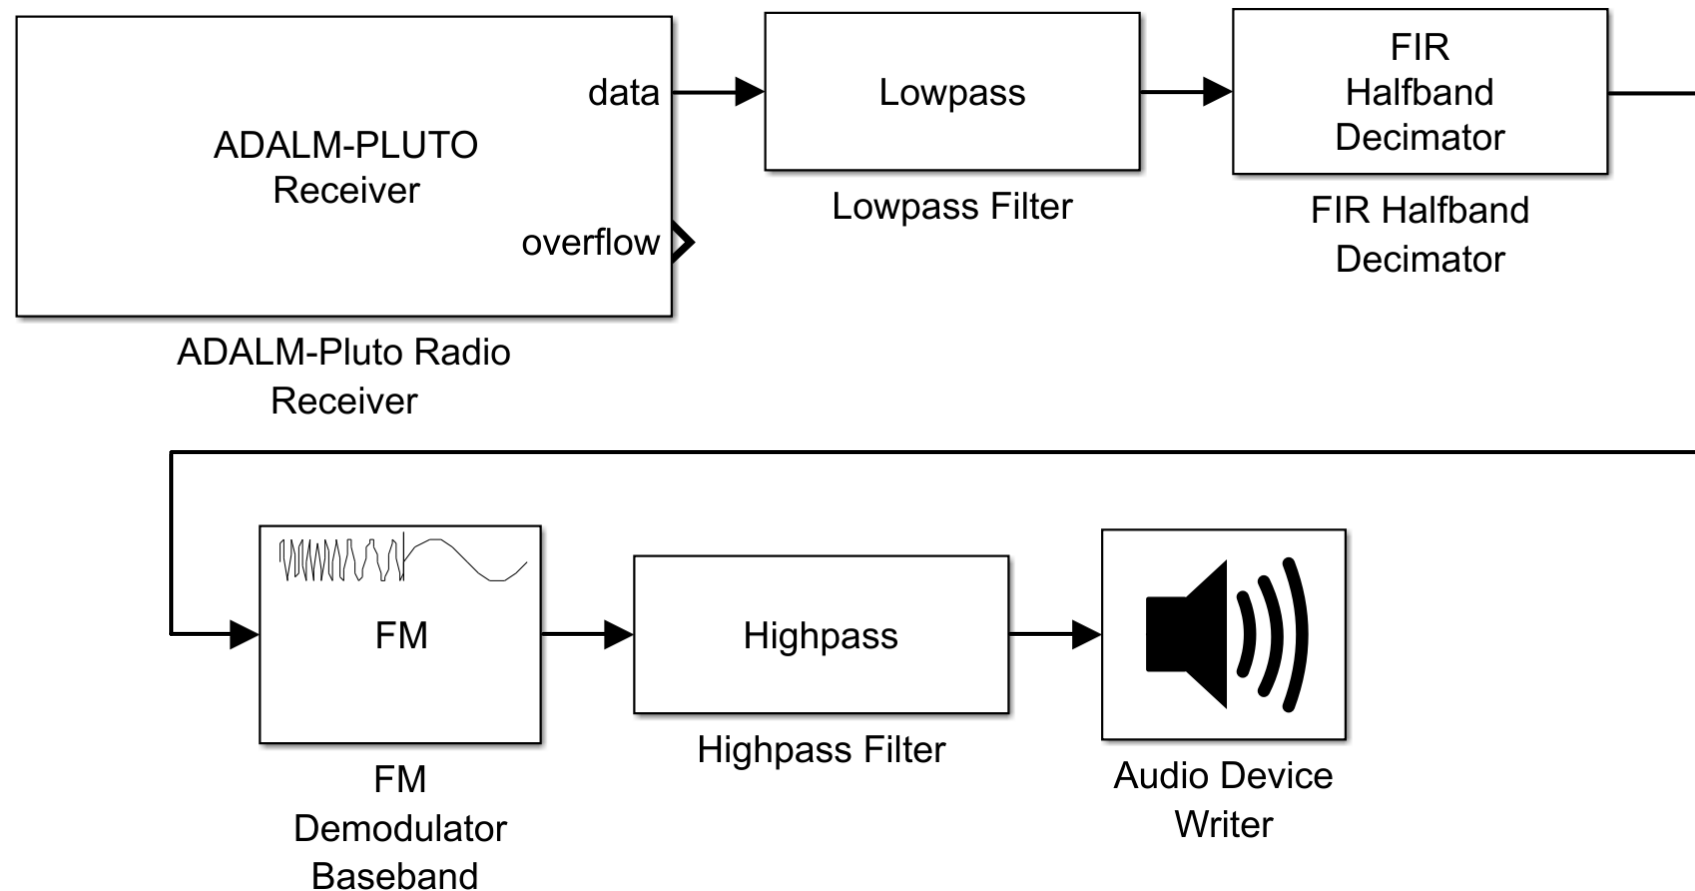 data
ADALM-PLUTO
Receiver
overflow
ADALM-Pluto Radio
Receiver
Lowpass
Lowpass Filter
FIR
Halfband
Decimator
FIR Halfband
Decimator
FM
FM
Demodulator
Baseband
Highpass
Highpass Filter
Audio Device
Writer